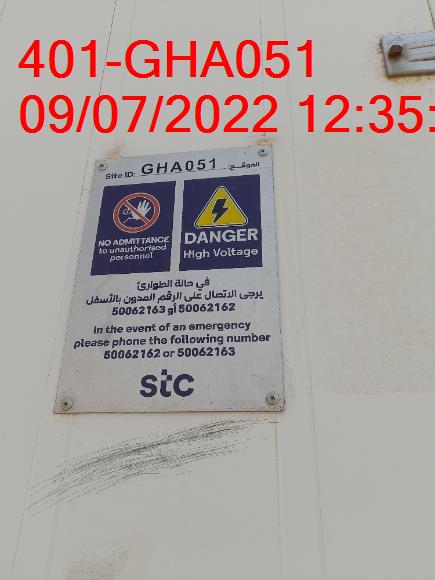 401-GHA051
09/07/2022 12:35:
Site ID: GHA051 الموقع:
NO ADMITTANCE
to unauthorised
personnel
DANGER
High Voltage
في حالة الطوارئ
يرجى الاتصال على الرقم المدون بالأسفل
50062162 أو 50062163
In the event of an emergency
please phone the following number
50062162 or 50062163
stc